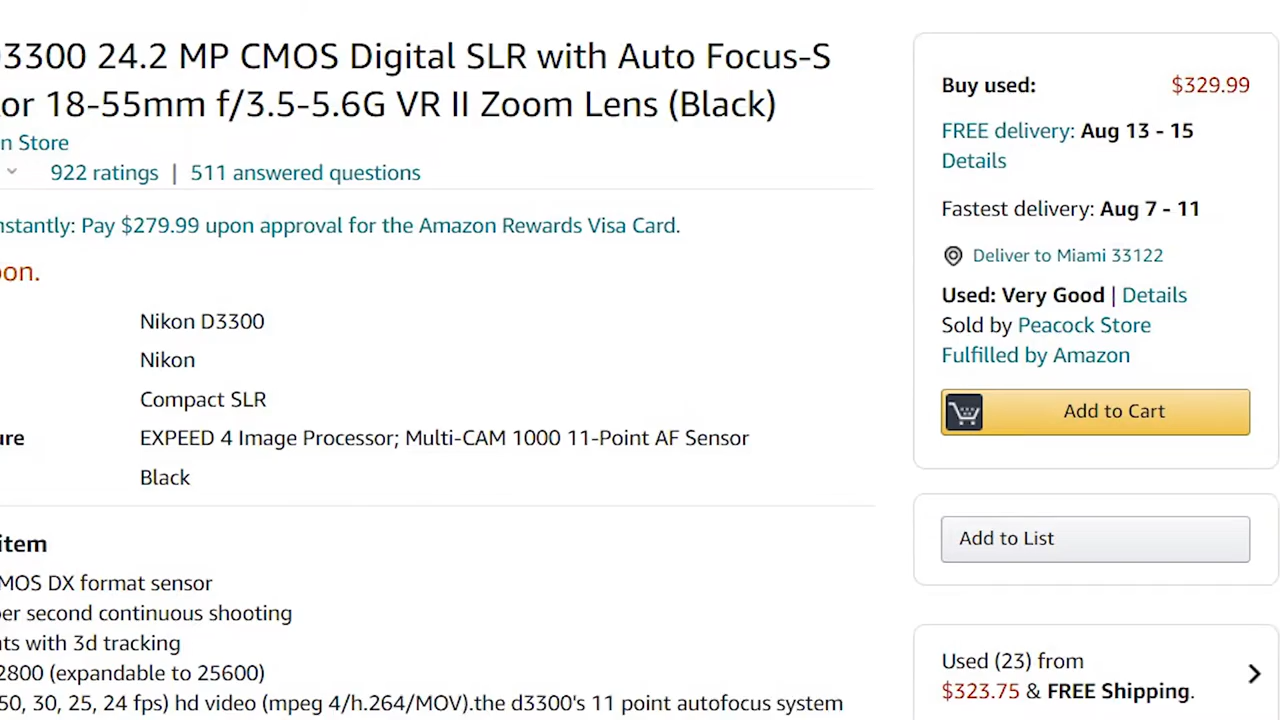 3300 24.2 MP CMOS Digital SLR with Auto Focus-S
or 18-55mm f/3.5-5.6G VR II Zoom Lens (Black)
n Store
922 ratings | 511 answered questions
nstantly: Pay $279.99 upon approval for the Amazon Rewards Visa Card.
oon.
Nikon D3300
Nikon
Compact SLR
ure EXPEED 4 Image Processor; Multi-CAM 1000 11-Point AF Sensor
Black
item
MOS DX format sensor
er second continuous shooting
ts with 3d tracking
2800 (expandable to 25600)
50, 30, 25, 24 fps) hd video (mpeg 4/h.264/MOV).the d3300's 11 point autofocus system
Buy used: $329.99
FREE delivery: Aug 13 - 15
Details
Fastest delivery: Aug 7 - 11
Deliver to Miami 33122
Used: Very Good | Details
Sold by Peacock Store
Fulfilled by Amazon
Add to Cart
Add to List
Used (23) from
$323.75 & FREE Shipping.